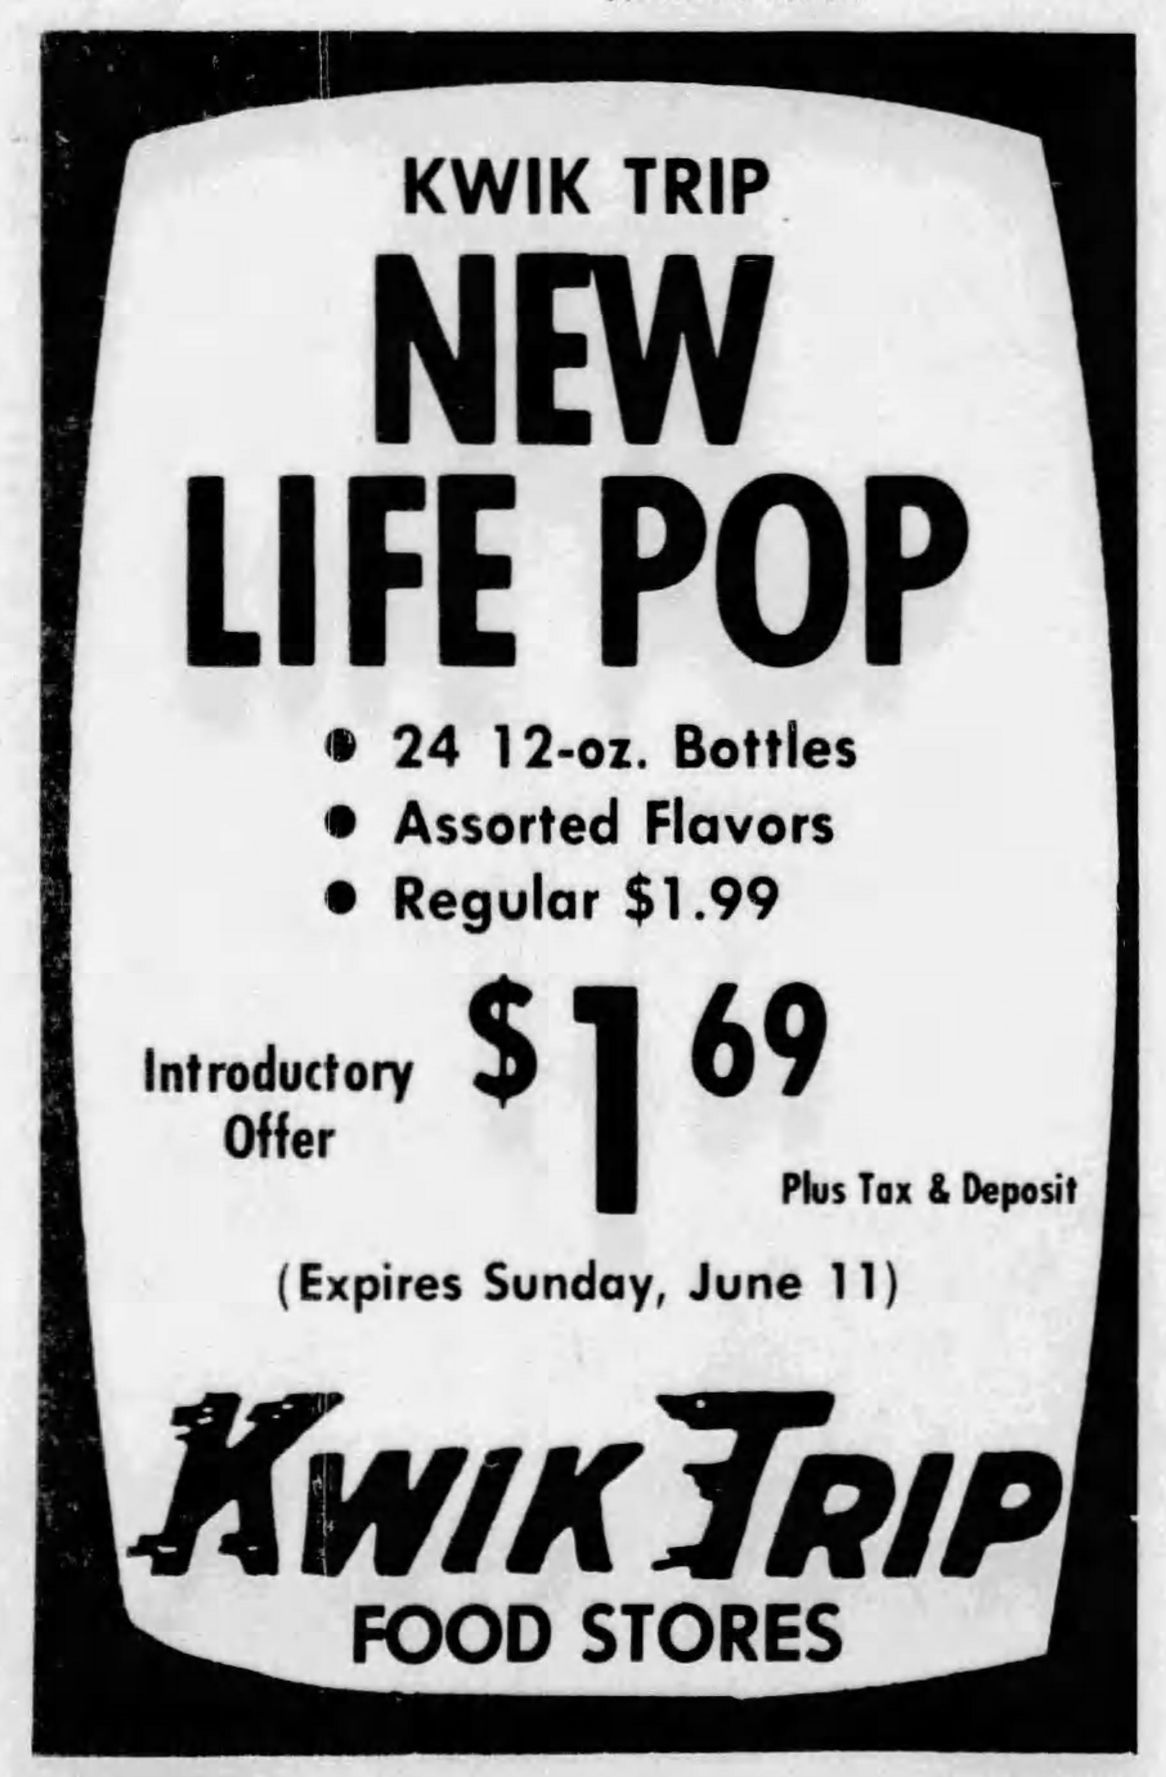 KWIK TRIP
NEW
LIFE POP
• 24 12-oz. Bottles
• Assorted Flavors
• Regular $1.99
Introductory
Offer
$1 69
Plus Tax & Deposit
(Expires Sunday, June 11)
KWIK TRIP
FOOD STORES